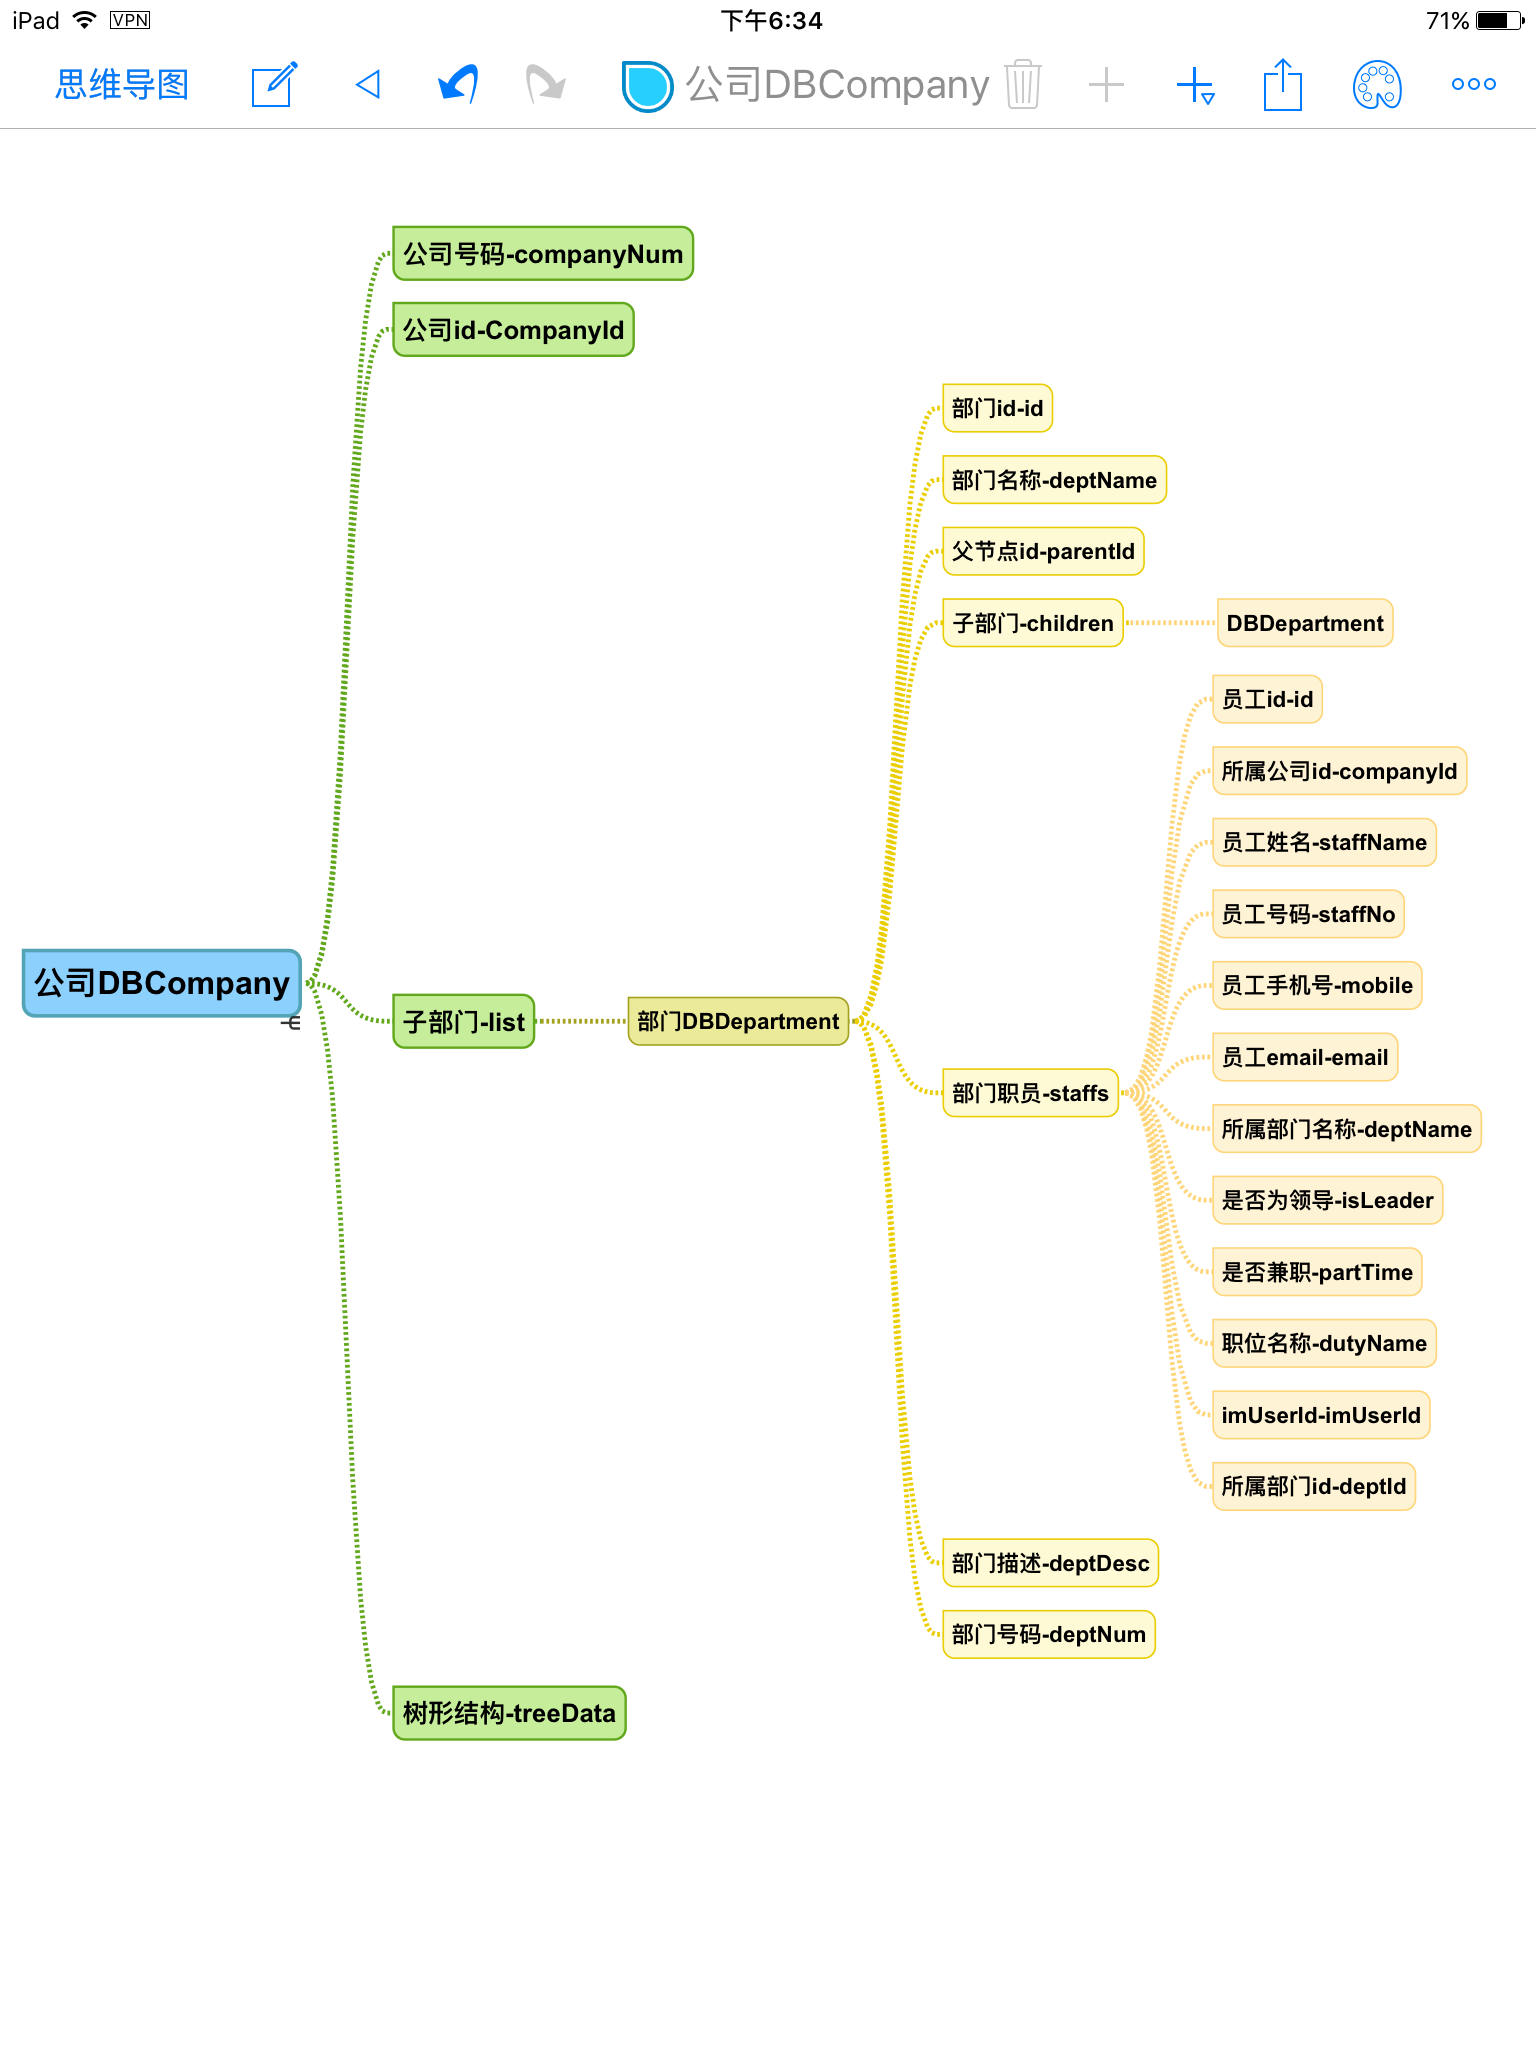 iPad VPN 下午6:34 71%
思维导图 公司DBCompany
公司号码-companyNum
公司id-CompanyId
部门id-id
部门名称-deptName
父节点id-parentId
子部门-children
DBDepartment
员工id-id
所属公司id-companyId
员工姓名-staffName
员工号码-staffNo
公司DBCompany
员工手机号-mobile
子部门-list
部门DBDepartment
员工email-email
部门职员-staffs
所属部门名称-deptName
是否为领导-isLeader
是否兼职-partTime
职位名称-dutyName
imUserId-imUserId
所属部门id-deptId
部门描述-deptDesc
部门号码-deptNum
树形结构-treeData